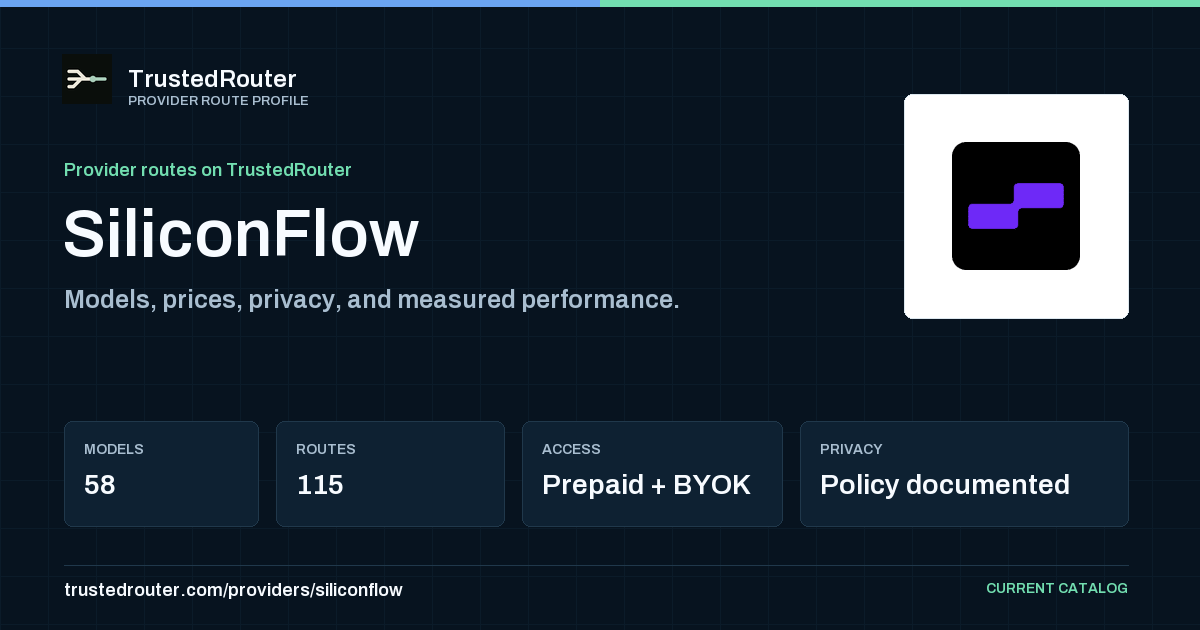 TrustedRouter
PROVIDER ROUTE PROFILE
Provider routes on TrustedRouter
SiliconFlow
Models, prices, privacy, and measured performance.
MODELS
58
ROUTES
115
ACCESS
Prepaid + BYOK
PRIVACY
Policy documented
trustedrouter.com/providers/siliconflow
CURRENT CATALOG